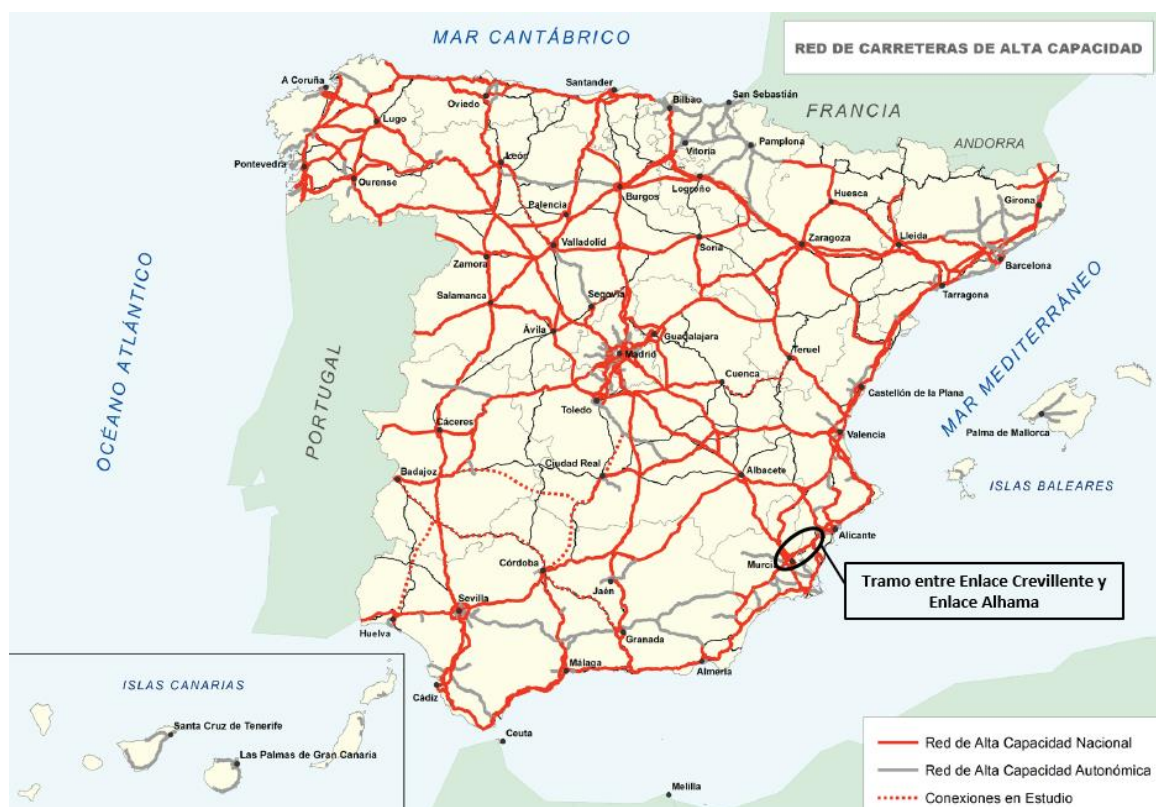 MAR CANTÁBRICO
RED DE CARRETERAS DE ALTA CAPACIDAD
A Coruña
Santander
San Sebastián
Oviedo
Bilbao
FRANCIA
Lugo
Vitoria
Pamplona
ANDORRA
León
Pontevedra
Ourense
Logroño
Huesca
Girona
Burgos
Palencia
Valladolid
Soria
Zaragoza
Lleida
Barcelona
Zamora
Tarragona
Salamanca
Segovia
OCÉANO ATLÁNTICO
MAR MEDITERRÁNEO
Ávila
Guadalajara
Madrid
Teruel
Cuenca
PORTUGAL
Castellón de la Plana
Toledo
Cáceres
Palma de Mallorca
Valencia
Ciudad Real
Albacete
Badajoz
ISLAS BALEARES
Alicante
Córdoba
Murci
Tramo entre Enlace Crevillente y
Enlace Alhama
Jaén
Sevilla
Huelva
Granada
Málaga
Almería
ISLAS CANARIAS
Cádiz
Santa Cruz de Tenerife
Ceuta
Las Palmas de Gran Canaria
Melilla
Red de Alta Capacidad Nacional
Red de Alta Capacidad Autonómica
Conexiones en Estudio